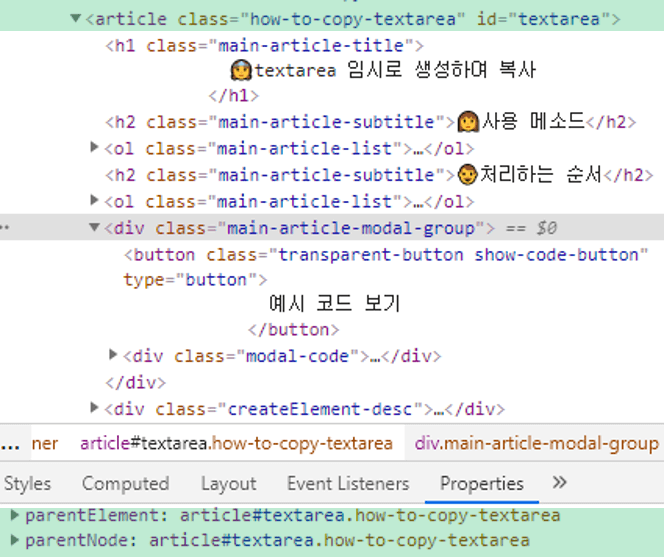 ▼<article class="how-to-copy-textarea" id="textarea">
<h1 class="main-article-title">
👰textarea 임시로 생성하여 복사
</h1>
<h2 class="main-article-subtitle">👩사용 메소드</h2>
▶<ol class="main-article-list">…</ol>
<h2 class="main-article-subtitle">👨처리하는 순서</h2>
▶<ol class="main-article-list">…</ol>
▼<div class="main-article-modal-group"> == $0
<button class="transparent-button show-code-button"
type="button">
예시 코드 보기
</button>
▶<div class="modal-code">…</div>
</div>
▶<div class="createElement-desc">…</div>
… ner article#textarea.how-to-copy-textarea div.main-article-modal-group
Styles Computed Layout Event Listeners Properties »
▶parentElement: article#textarea.how-to-copy-textarea
▶parentNode: article#textarea.how-to-copy-textarea